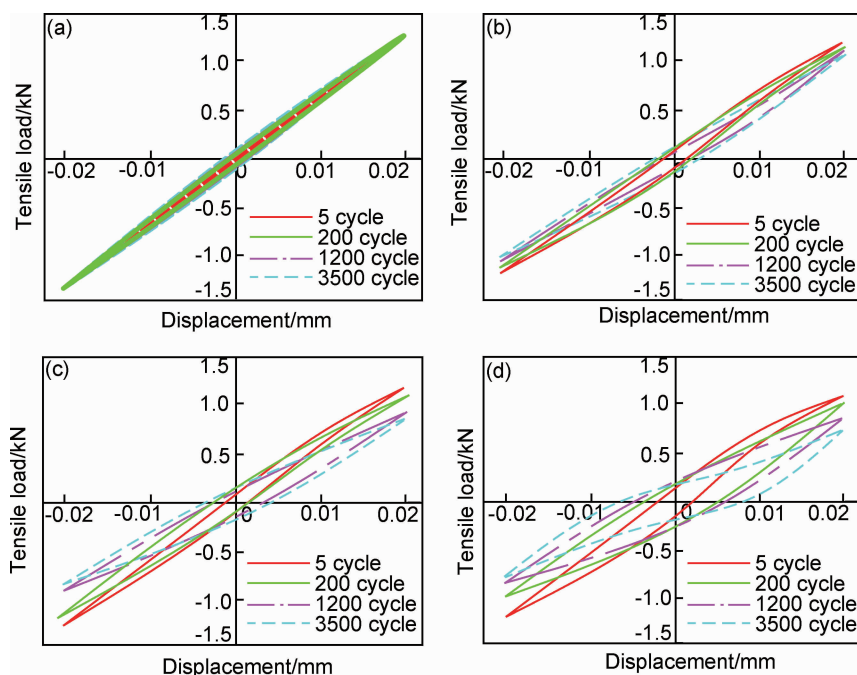 (a)
1.5
1.0
0.5
-0.02
-0.01
0
0.01
0.02
-0.5
-1.0
-1.5
5 cycle
200 cycle
1200 cycle
3500 cycle
Tensile load/kN
Displacement/mm
(b)
1.5
1.0
0.5
-0.02
-0.01
0
0.01
0.02
-0.5
-1.0
-1.5
5 cycle
200 cycle
1200 cycle
3500 cycle
Tensile load/kN
Displacement/mm
(c)
1.5
1.0
0.5
-0.02
-0.01
0
0.01
0.02
-0.5
-1.0
-1.5
5 cycle
200 cycle
1200 cycle
3500 cycle
Tensile load/kN
Displacement/mm
(d)
1.5
1.0
0.5
-0.02
-0.01
0
0.01
0.02
-0.5
-1.0
-1.5
5 cycle
200 cycle
1200 cycle
3500 cycle
Tensile load/kN
Displacement/mm